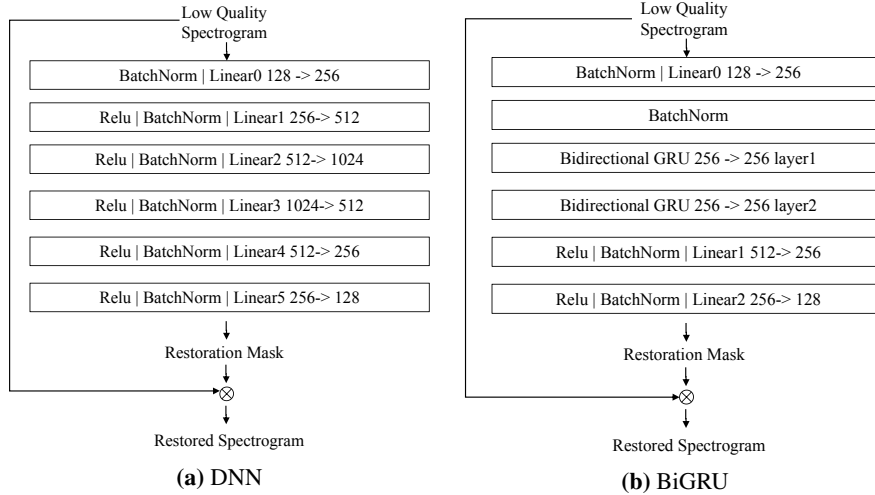 Low Quality
Spectrogram
BatchNorm | Linear0 128 -> 256
Relu | BatchNorm | Linear1 256-> 512
Relu | BatchNorm | Linear2 512-> 1024
Relu | BatchNorm | Linear3 1024-> 512
Relu | BatchNorm | Linear4 512-> 256
Relu | BatchNorm | Linear5 256-> 128
Restoration Mask
Restored Spectrogram
(a) DNN
Low Quality
Spectrogram
BatchNorm | Linear0 128 -> 256
BatchNorm
Bidirectional GRU 256 -> 256 layer1
Bidirectional GRU 256 -> 256 layer2
Relu | BatchNorm | Linear1 512-> 256
Relu | BatchNorm | Linear2 256-> 128
Restoration Mask
Restored Spectrogram
(b) BiGRU